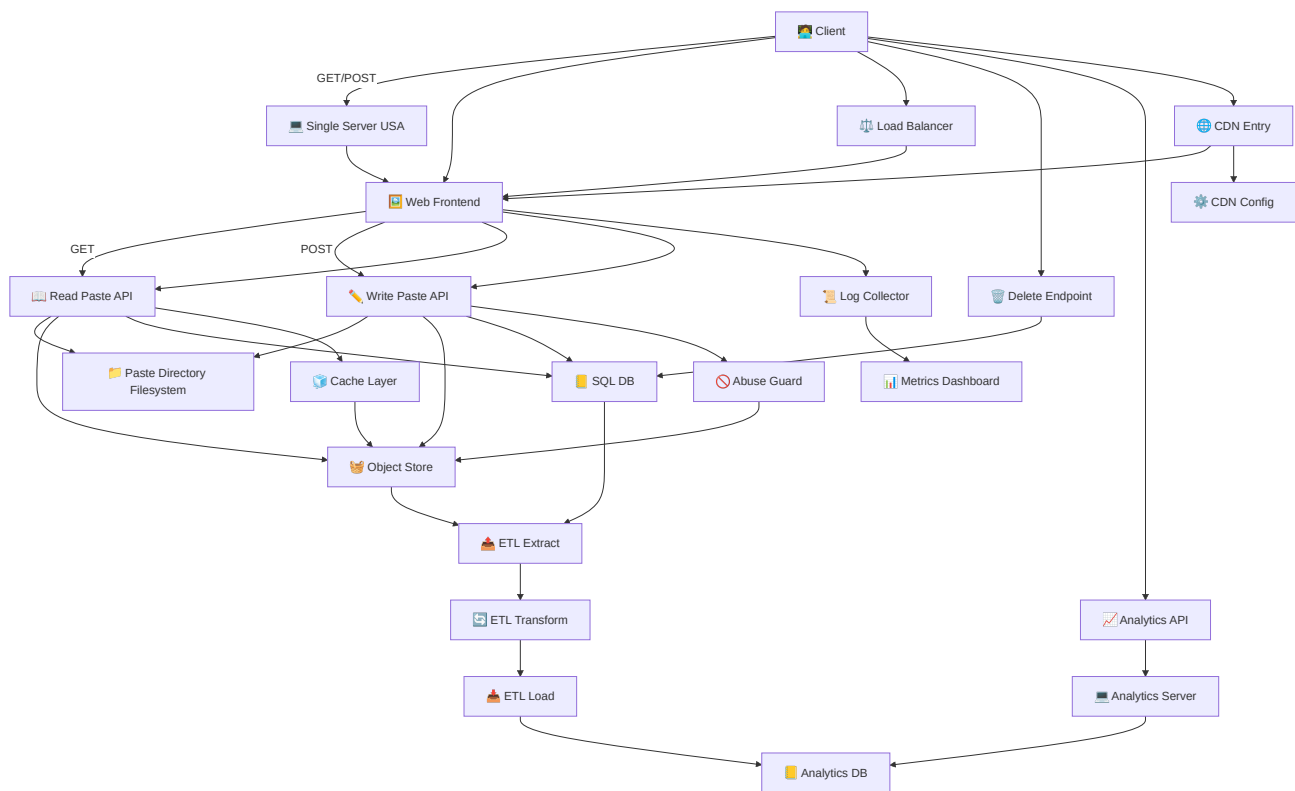 🧑‍💻 Client
GET/POST
💻 Single Server USA
⚖️ Load Balancer
🌐 CDN Entry
🖼️ Web Frontend
⚙️ CDN Config
GET
POST
📖 Read Paste API
✏️ Write Paste API
📜 Log Collector
🗑️ Delete Endpoint
📁 Paste Directory
Filesystem
🧊 Cache Layer
📒 SQL DB
🚫 Abuse Guard
📊 Metrics Dashboard
🧺 Object Store
📤 ETL Extract
🔄 ETL Transform
📈 Analytics API
📥 ETL Load
💻 Analytics Server
📒 Analytics DB